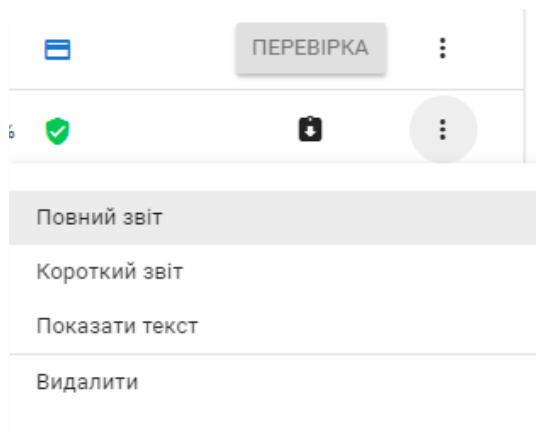 ПЕРЕВІРКА
%
Повний звіт
Короткий звіт
Показати текст
Видалити